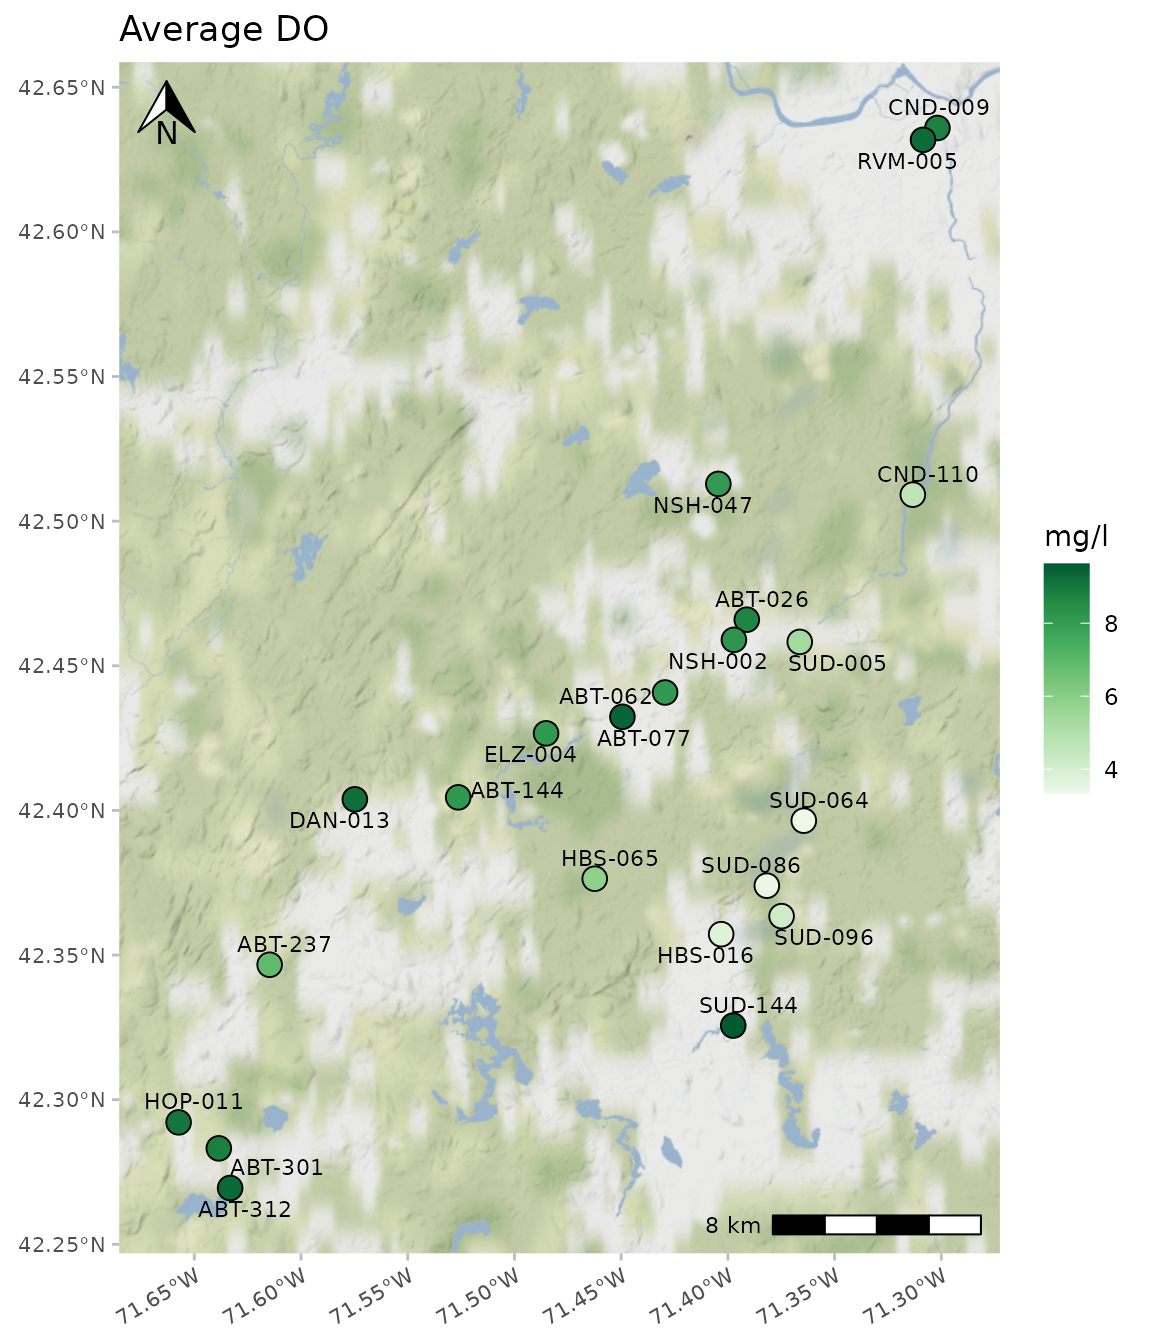 Average DO
42.65°N
42.60°N
42.55°N
42.50°N
42.45°N
42.40°N
42.35°N
42.30°N
42.25°N
N
CND-009
RVM-005
CND-110
NSH-047
ABT-026
NSH-002
SUD-005
ABT-062
ABT-077
ELZ-004
ABT-144
DAN-013
SUD-064
HBS-065
SUD-086
SUD-096
HBS-016
ABT-237
SUD-144
HOP-011
ABT-301
ABT-312
8 km
71.65°W
71.60°W
71.55°W
71.50°W
71.45°W
71.40°W
71.35°W
71.30°W
mg/l
8
6
4